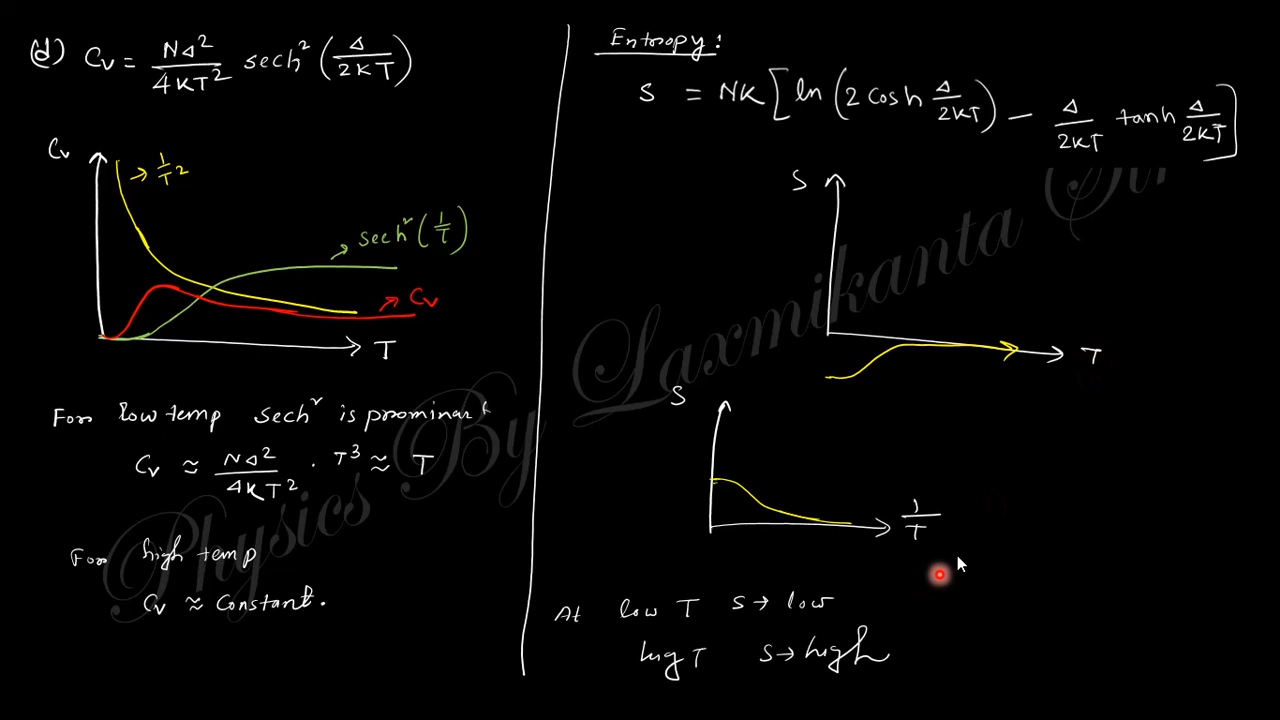 (d) Cv = NΔ²/4KT² sech² (Δ/2KT)
Cv
→ 1/T²
→ sech² (1/T)
→ Cv
T
For low temp sech² is prominant
Cv ≈ NΔ²/4KT² · T³ ≈ T
For high temp
Cv ≈ Constant.
Entropy:
S = NK [ln (2 cosh Δ/2KT) − Δ/2KT tanh Δ/2KT]
S
T
S
1/T
At low T S → low
hig T S → high
Physics By Laxmikanta